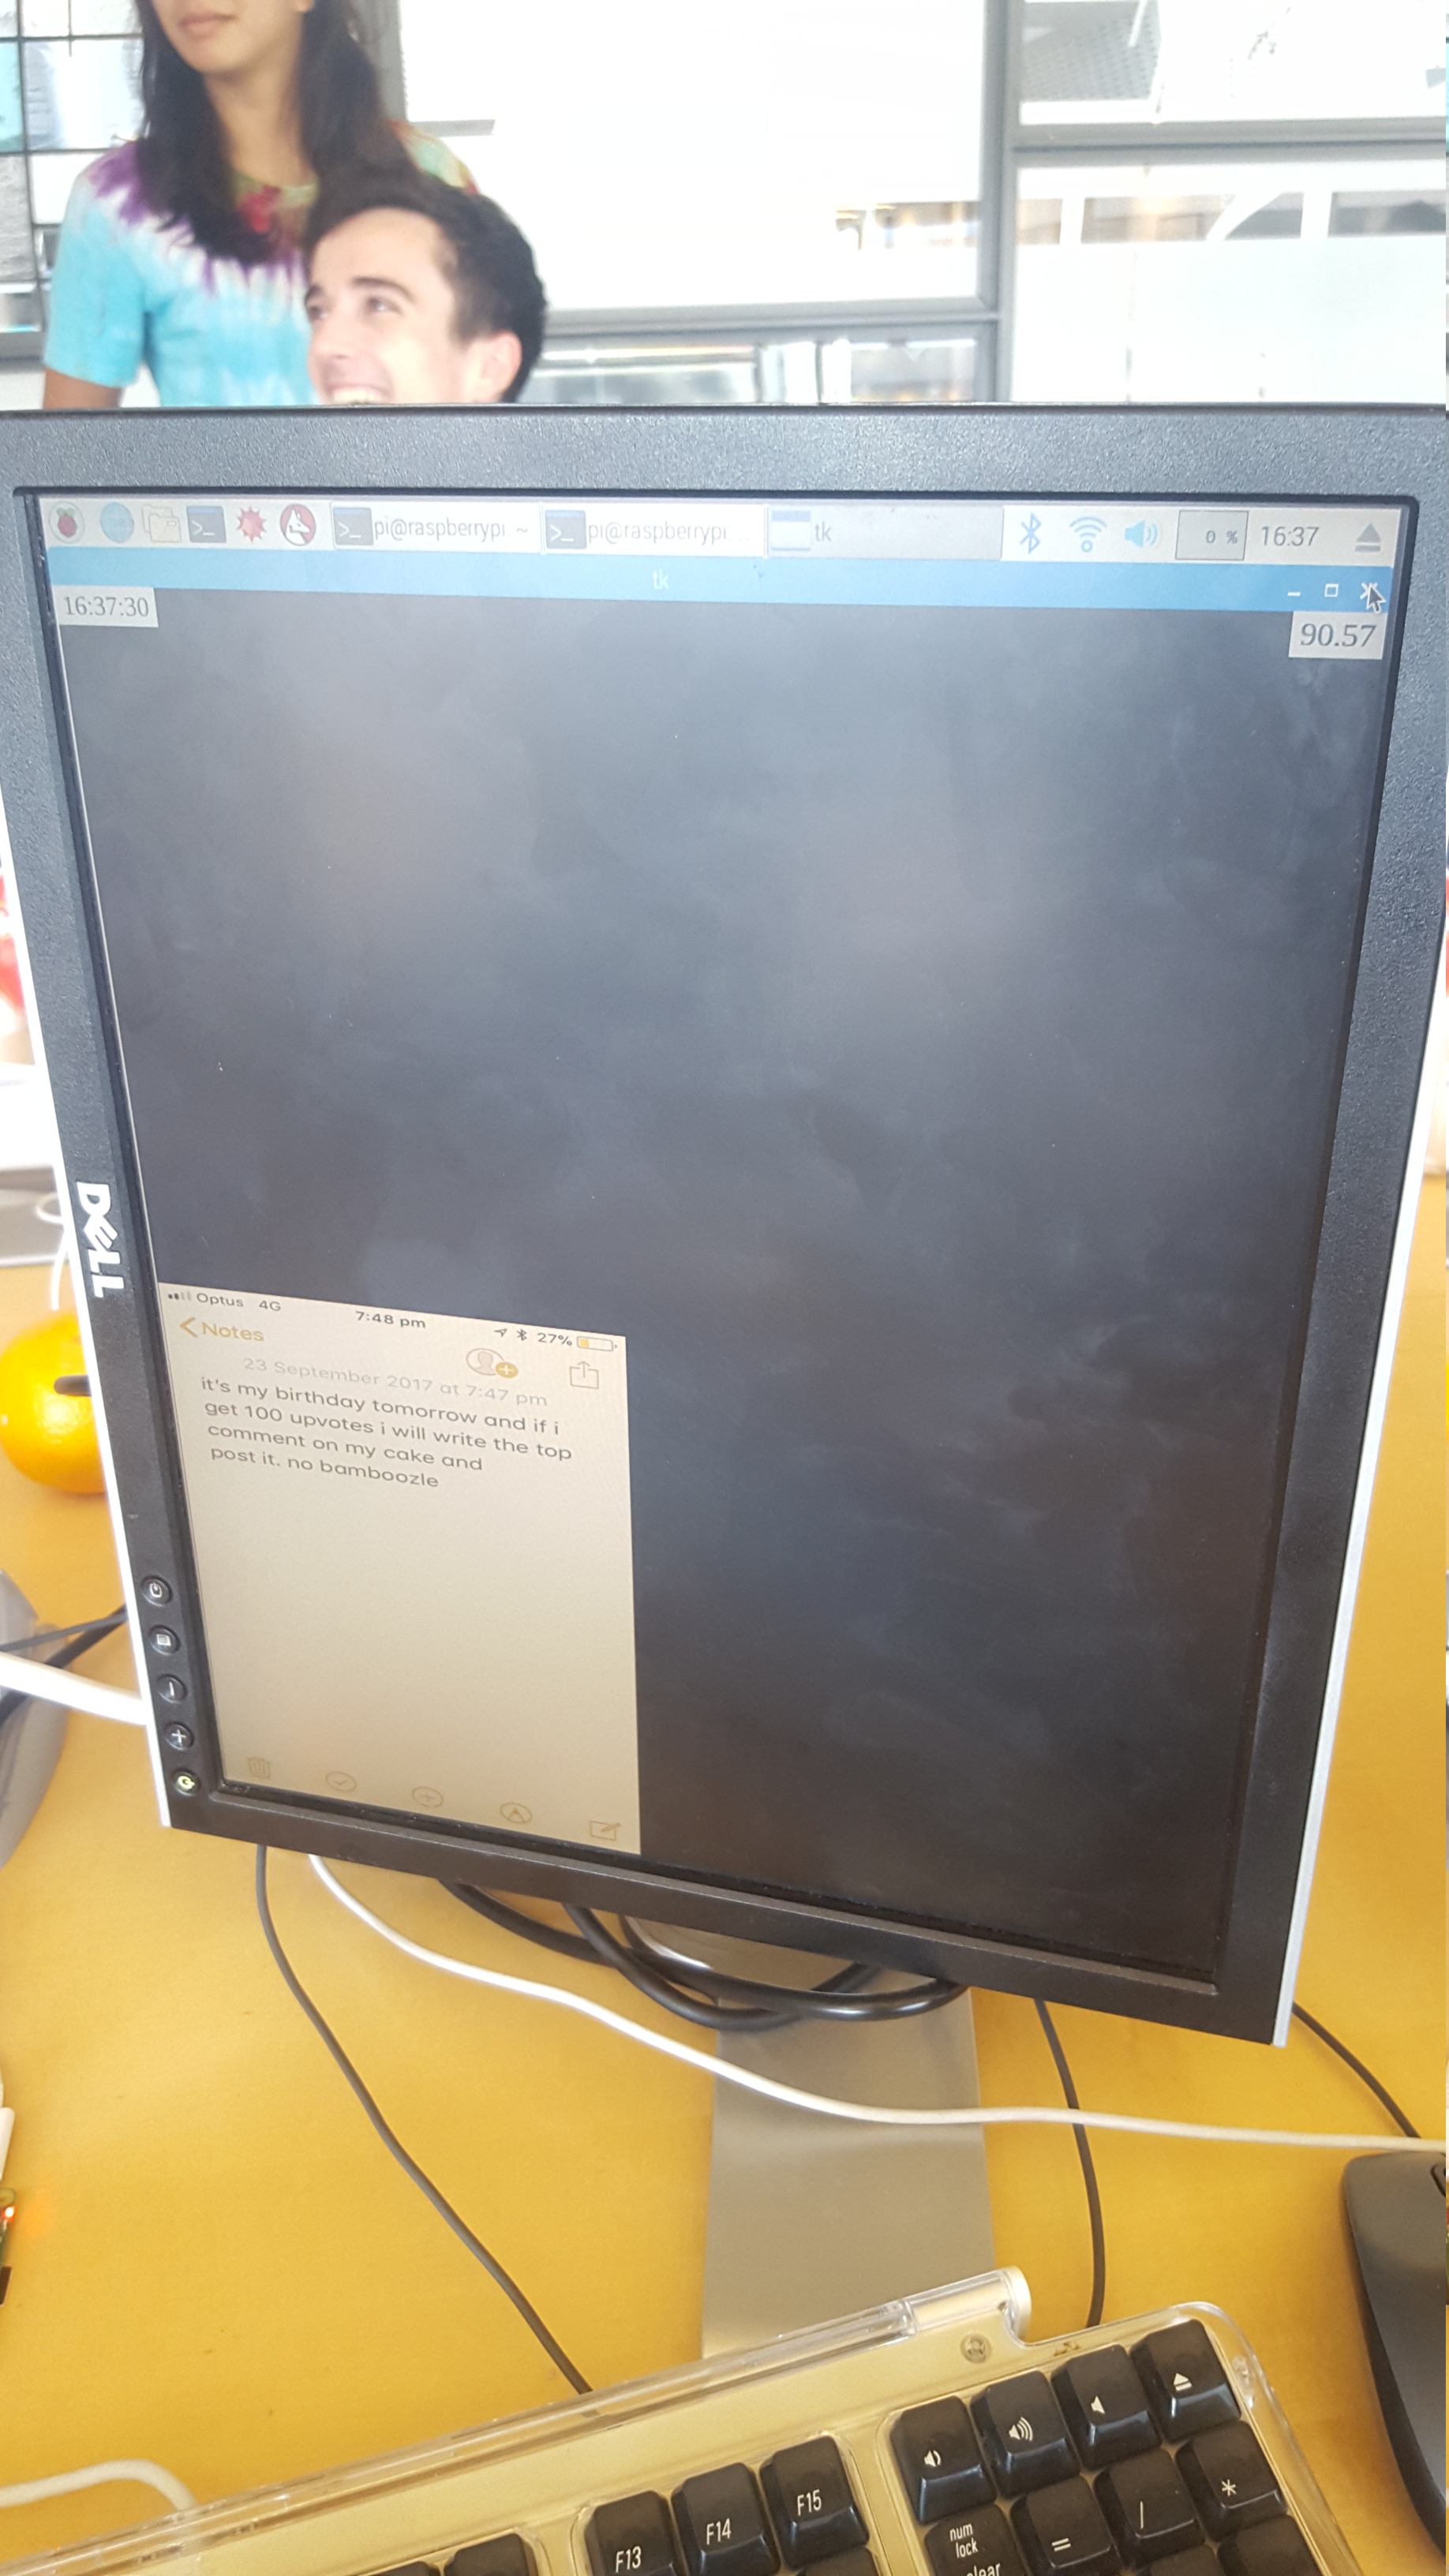 pi@raspberrypi: ~
pi@raspberrypi
tk
0 %
16:37
tk
16:37:30
90.57
DELL
Optus 4G
7:48 pm
27%
Notes
23 September 2017 at 7:47 pm
it's my birthday tomorrow and if i
get 100 upvotes i will write the top
comment on my cake and
post it. no bamboozle
F13
F14
F15
num
lock
clear
=
/
*